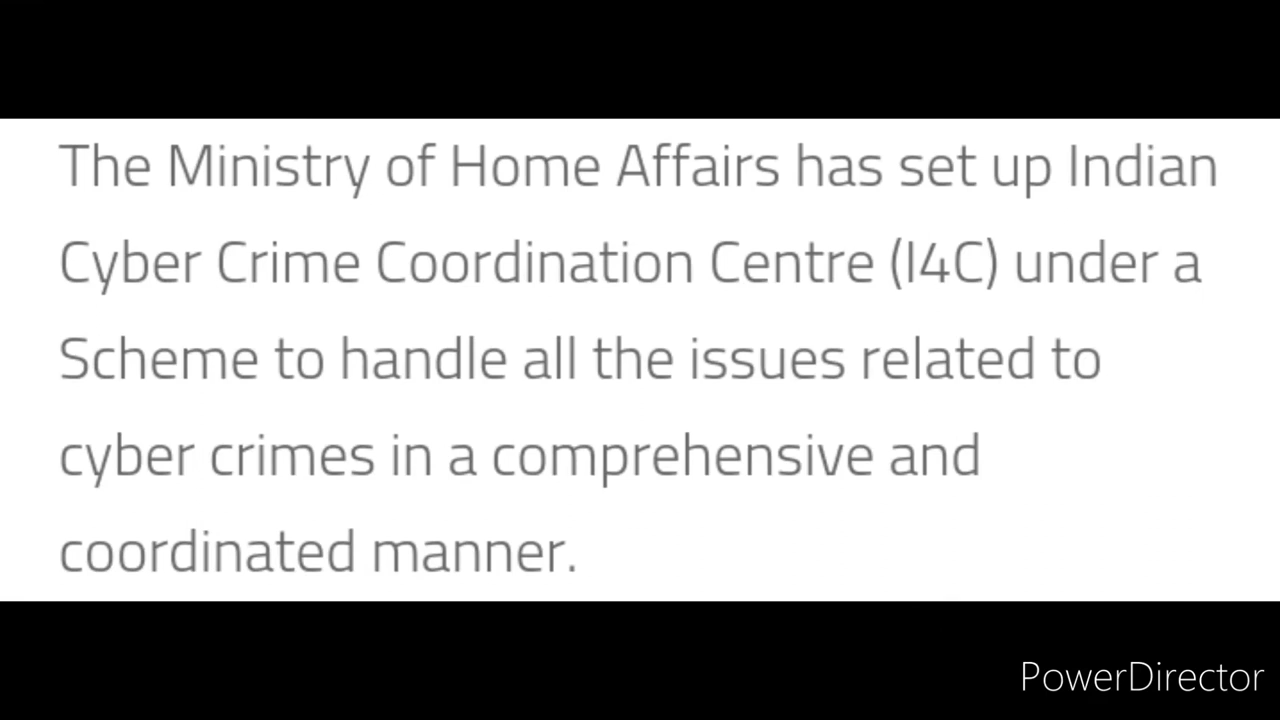 The Ministry of Home Affairs has set up Indian
Cyber Crime Coordination Centre (I4C) under a
Scheme to handle all the issues related to
cyber crimes in a comprehensive and
coordinated manner.
PowerDirector